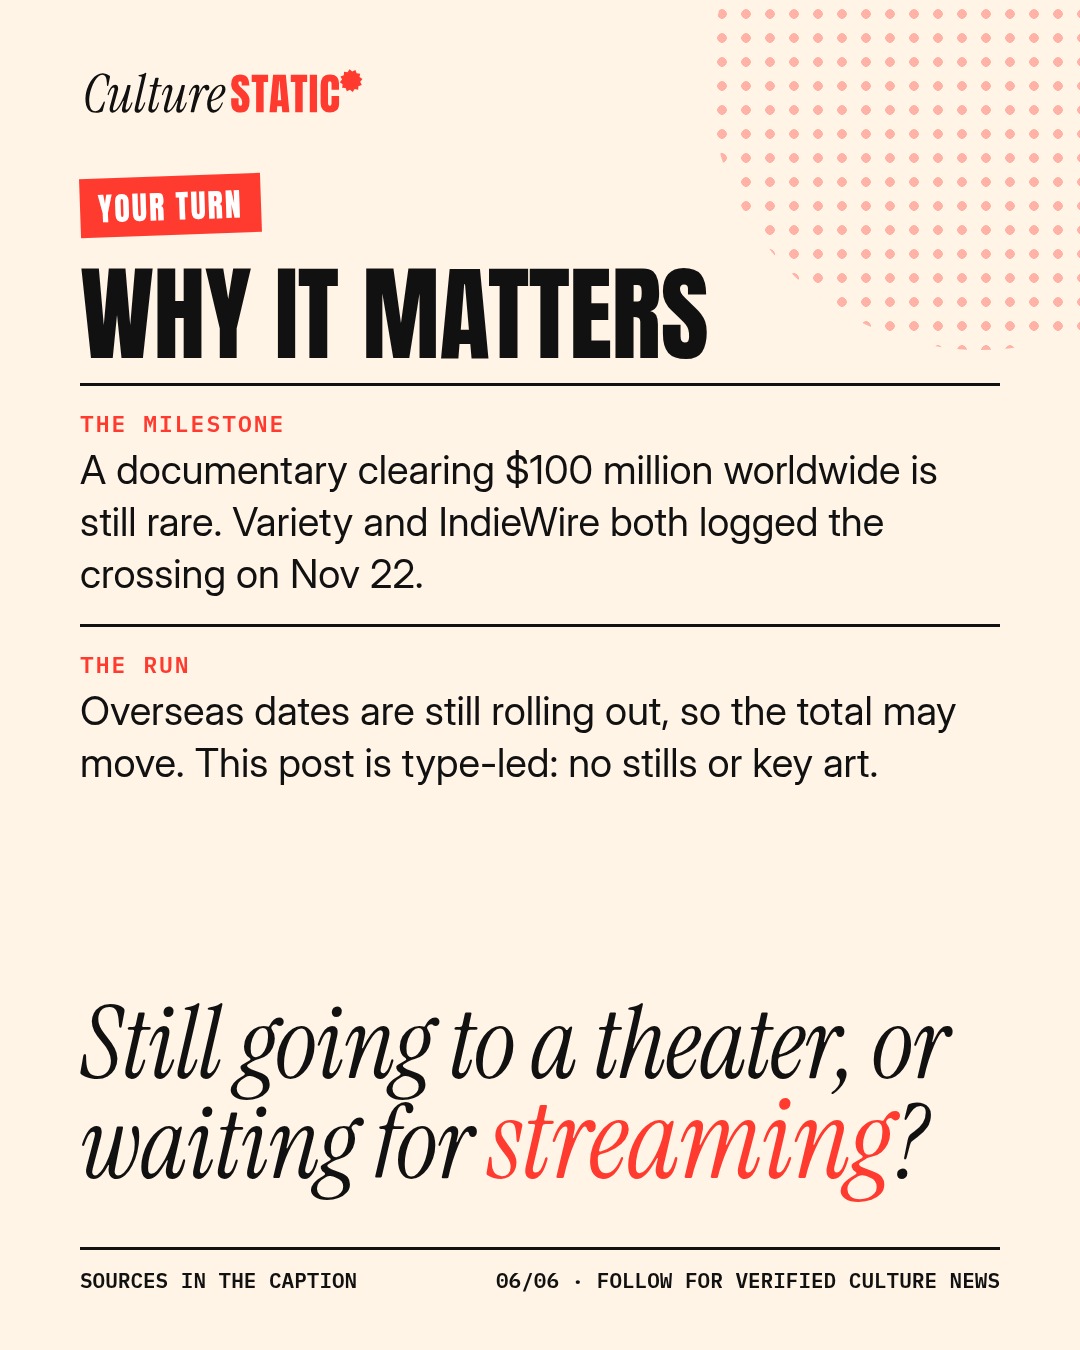 Culture STATIC
YOUR TURN
WHY IT MATTERS
THE MILESTONE
A documentary clearing $100 million worldwide is
still rare. Variety and IndieWire both logged the
crossing on Nov 22.
THE RUN
Overseas dates are still rolling out, so the total may
move. This post is type-led: no stills or key art.
Still going to a theater, or
waiting for streaming?
SOURCES IN THE CAPTION
06/06 · FOLLOW FOR VERIFIED CULTURE NEWS